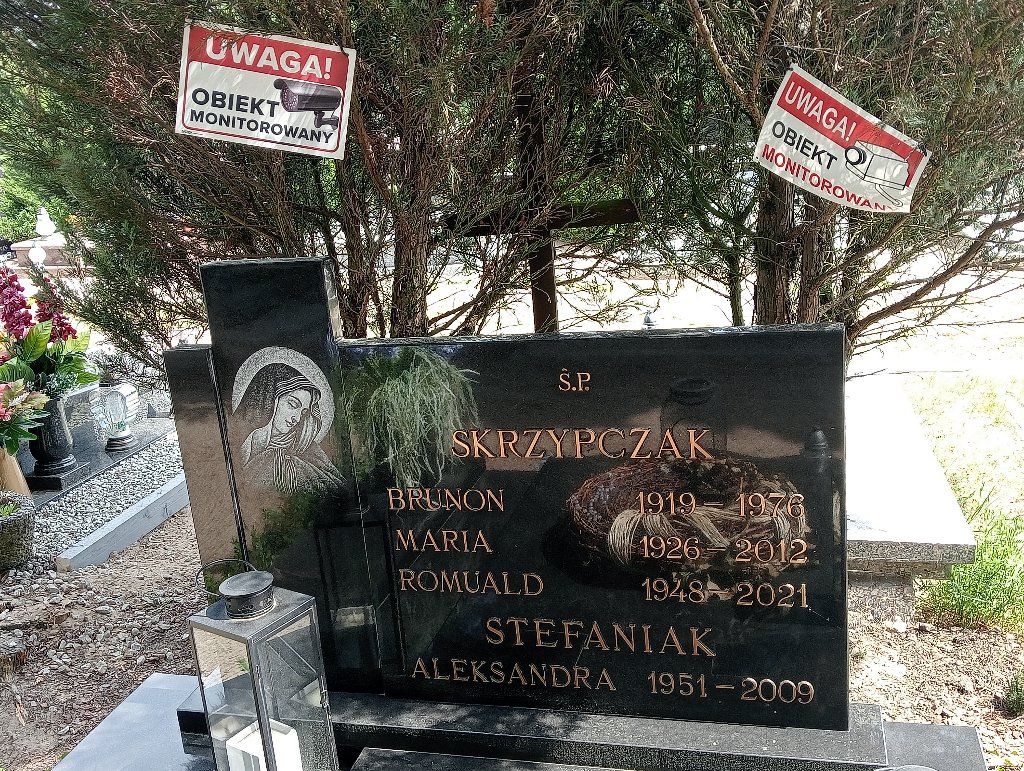 UWAGA!
OBIEKT
MONITOROWANY
UWAGA!
OBIEKT
MONITOROWANY
Ś.P.
SKRZYPCZAK
BRUNON 1919 – 1976
MARIA 1926 – 2012
ROMUALD 1948 – 2021
STEFANIAK
ALEKSANDRA 1951 – 2009